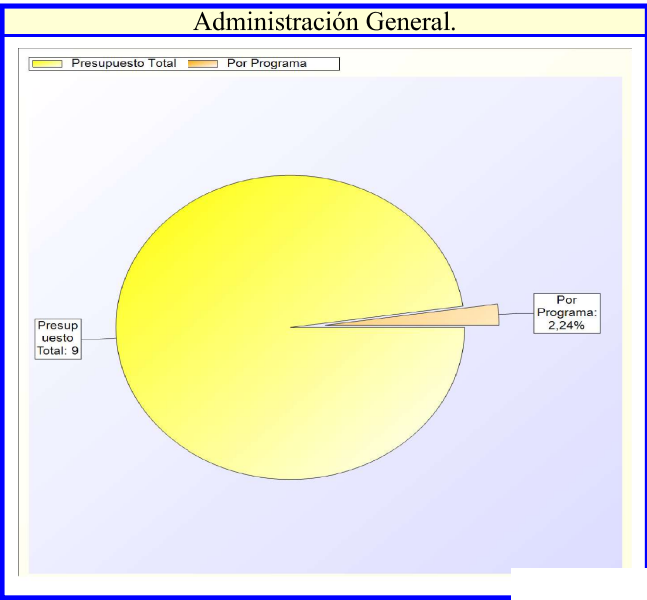 Administración General.
Presupuesto Total Por Programa
Por
Programa:
2,24%
Presup
uesto
Total: 9